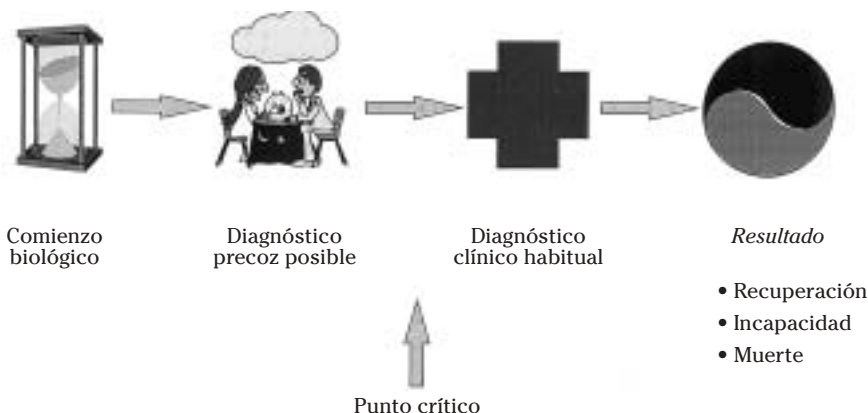 Comienzo
biológico
Diagnóstico
precoz posible
Diagnóstico
clínico habitual
Resultado
• Recuperación
• Incapacidad
• Muerte
Punto crítico